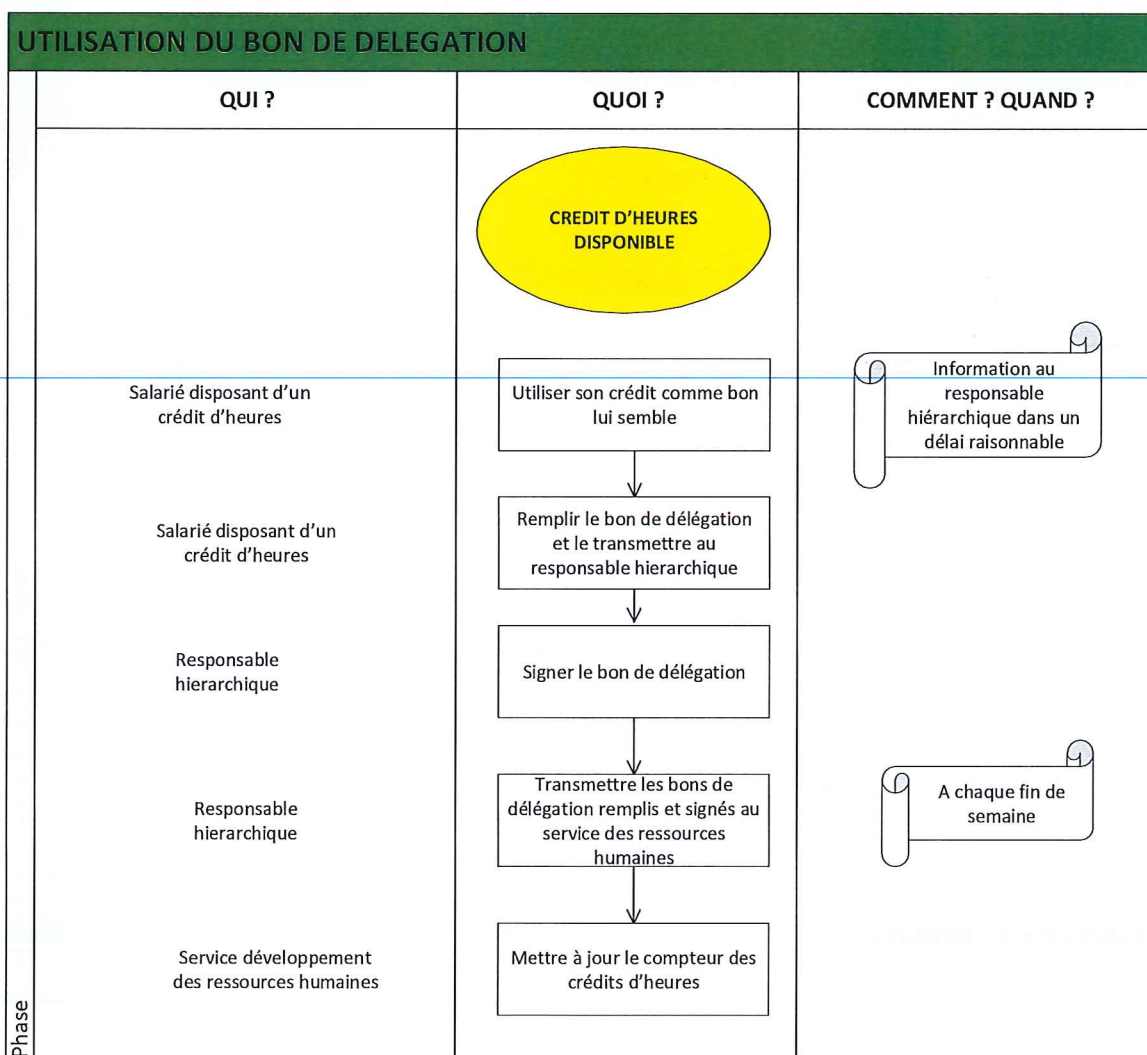 UTILISATION DU BON DE DELEGATION
QUI ?
QUOI ?
COMMENT ? QUAND ?
CREDIT D'HEURES
DISPONIBLE
Salarié disposant d'un
crédit d'heures
Utiliser son crédit comme bon
lui semble
Information au
responsable
hiérarchique dans un
délai raisonnable
Salarié disposant d'un
crédit d'heures
Remplir le bon de délégation
et le transmettre au
responsable hierarchique
Responsable
hierarchique
Signer le bon de délégation
Responsable
hierarchique
Transmettre les bons de
délégation remplis et signés au
service des ressources
humaines
A chaque fin de
semaine
Service développement
des ressources humaines
Mettre à jour le compteur des
crédits d'heures
Phase